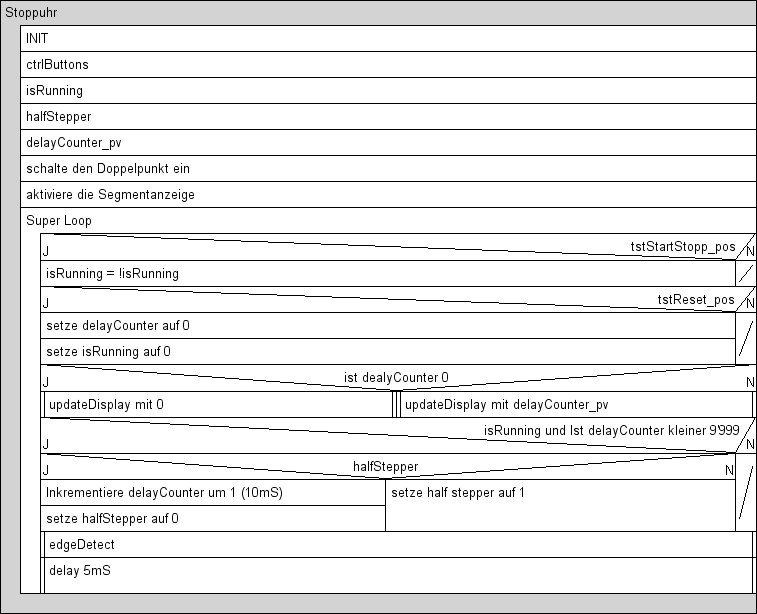 Stoppuhr
INIT
ctrlButtons
isRunning
halfStepper
delayCounter_pv
schalte den Doppelpunkt ein
aktiviere die Segmentanzeige
Super Loop
tstStartStopp_pos
J N
isRunning = !isRunning
tstReset_pos
J N
setze delayCounter auf 0
setze isRunning auf 0
ist dealyCounter 0
J N
updateDisplay mit 0 updateDisplay mit delayCounter_pv
isRunning und Ist delayCounter kleiner 9'999
J N
halfStepper
J N
Inkrementiere delayCounter um 1 (10mS) setze half stepper auf 1
setze halfStepper auf 0
edgeDetect
delay 5mS